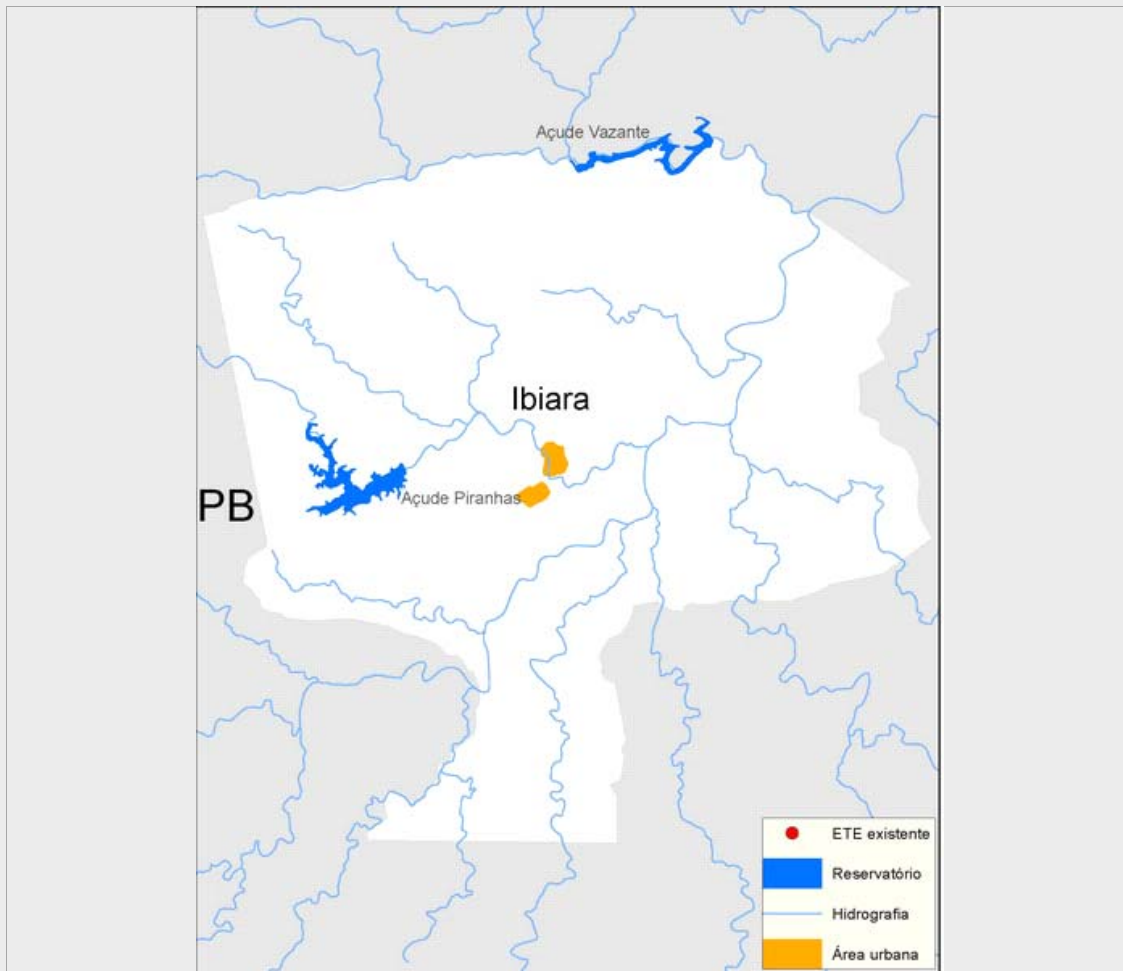 Açude Vazante
Ibiara
Açude Piranhas
PB
ETE existente
Reservatório
Hidrografia
Área urbana